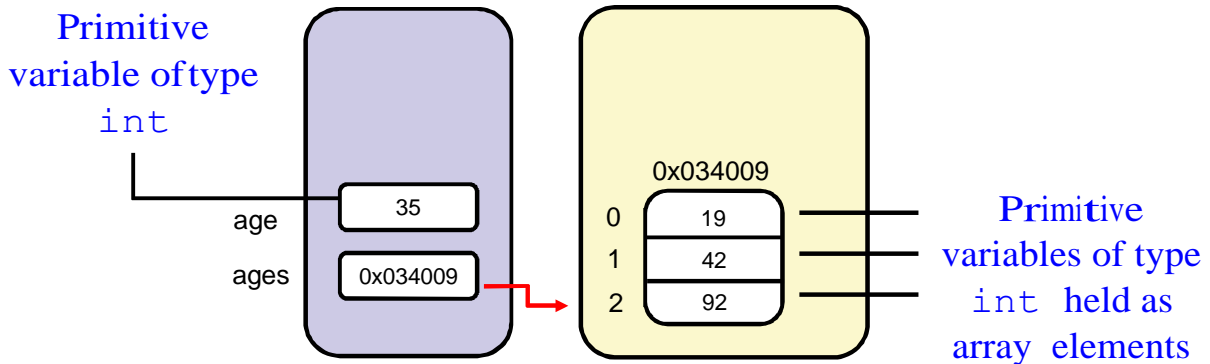 Primitive
variable of type
int
age
35
ages
0x034009
0x034009
0
19
1
42
2
92
Primitive
variables of type
int held as
array elements